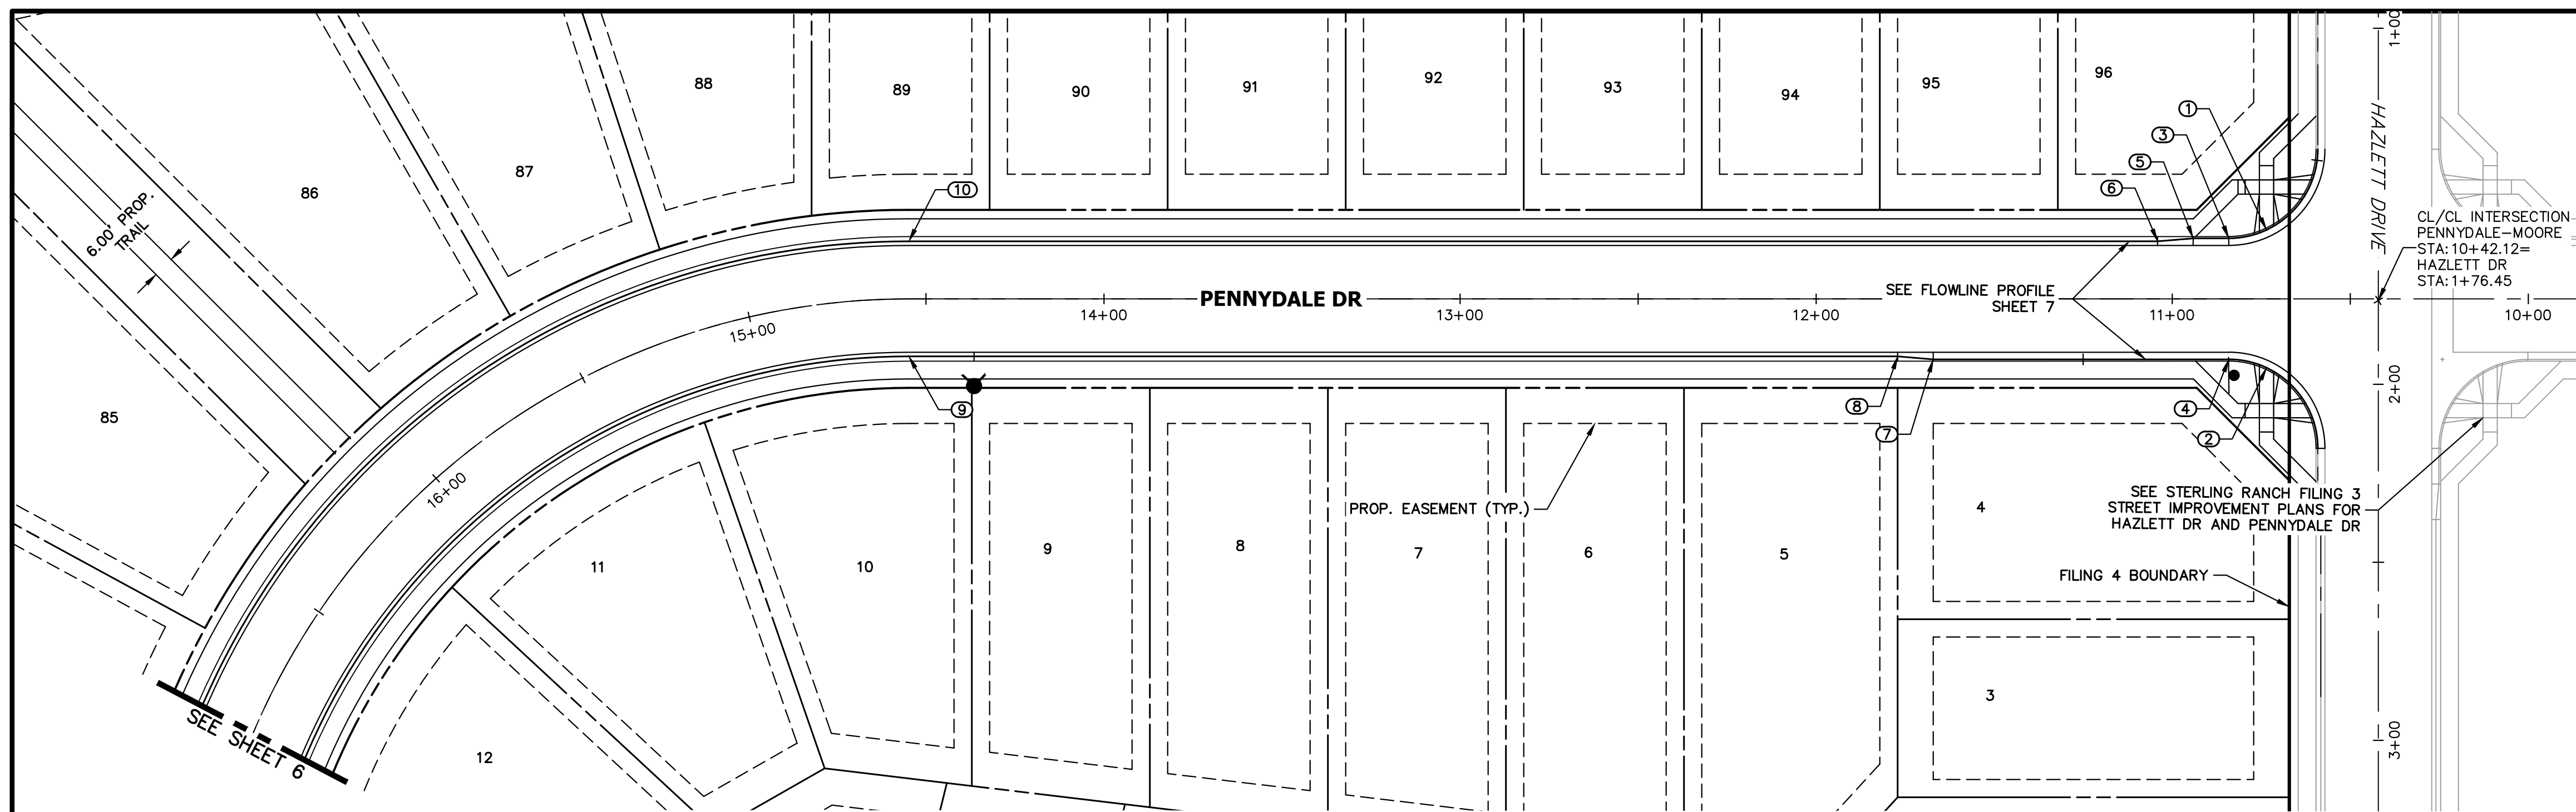 1+00
88
89
90
91
92
93
94
95
96
1
3
5
6
10
86
87
6.00' PROP.
TRAIL
HAZLETT DRIVE
CL/CL INTERSECTION
PENNYDALE-MOORE
STA:10+42.12=
HAZLETT DR
STA:1+76.45
PENNYDALE DR
SEE FLOWLINE PROFILE
SHEET 7
15+00
14+00
13+00
12+00
11+00
10+00
85
9
8
7
4
2
2+00
16+00
PROP. EASEMENT (TYP.)
SEE STERLING RANCH FILING 3
STREET IMPROVEMENT PLANS FOR
HAZLETT DR AND PENNYDALE DR
11
10
9
8
7
6
5
4
FILING 4 BOUNDARY
3
12
SEE SHEET 6
3+00